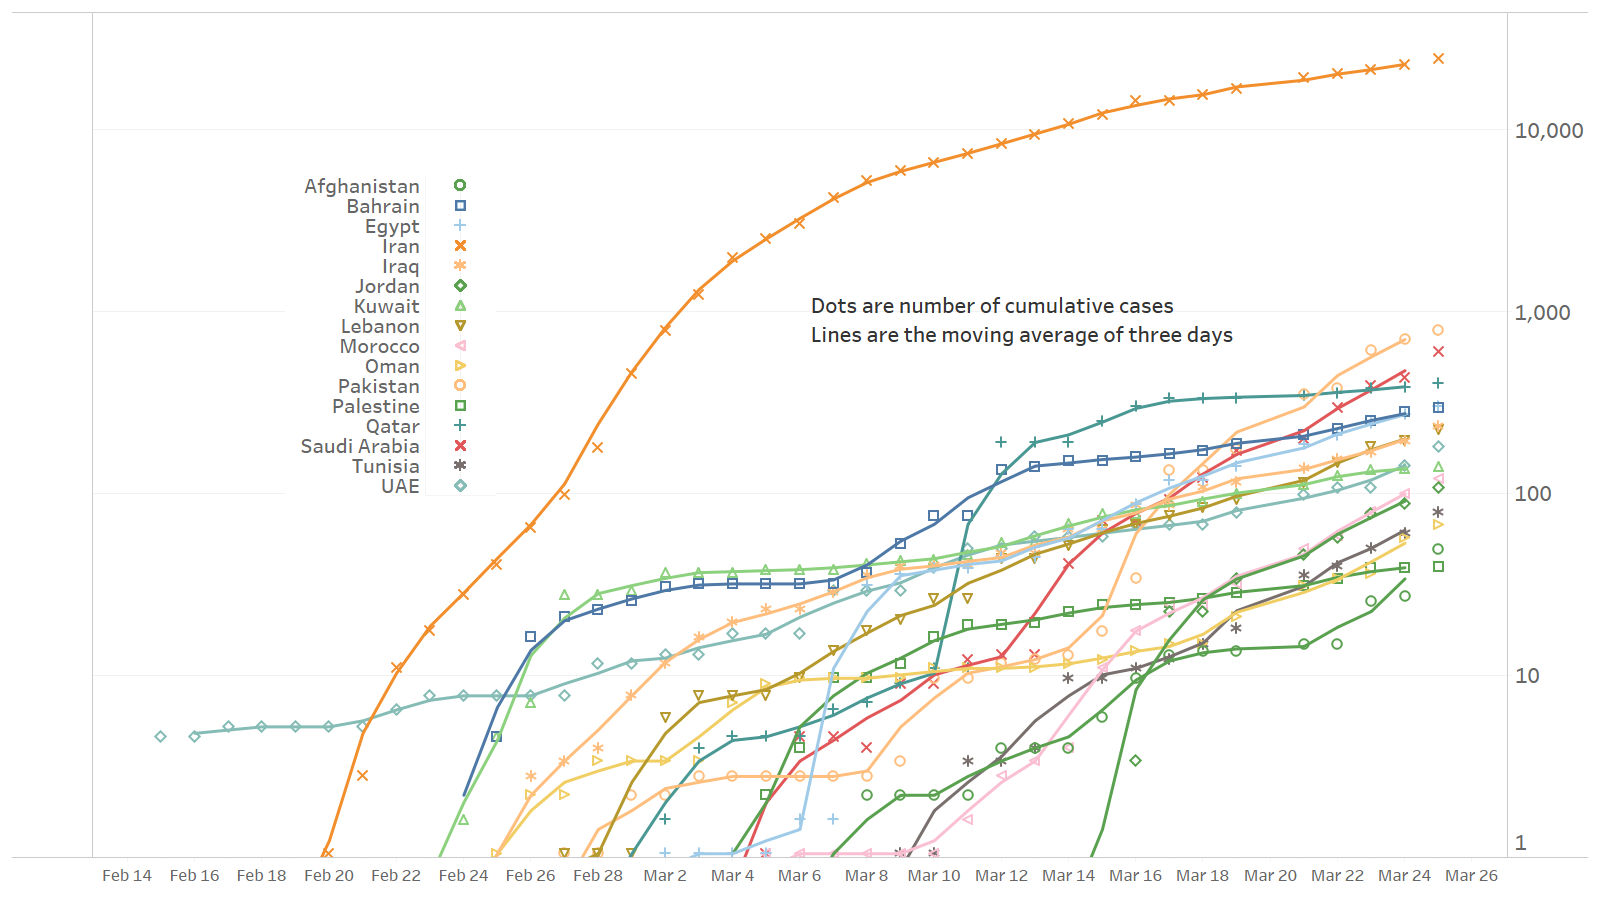 10,000
Afghanistan
Bahrain
Egypt
Iran
Iraq
Jordan
Kuwait
Lebanon
Morocco
Oman
Pakistan
Palestine
Qatar
Saudi Arabia
Tunisia
UAE
Dots are number of cumulative cases
Lines are the moving average of three days
1,000
100
10
1
Feb 14 Feb 16 Feb 18 Feb 20 Feb 22 Feb 24 Feb 26 Feb 28 Mar 2 Mar 4 Mar 6 Mar 8 Mar 10 Mar 12 Mar 14 Mar 16 Mar 18 Mar 20 Mar 22 Mar 24 Mar 26